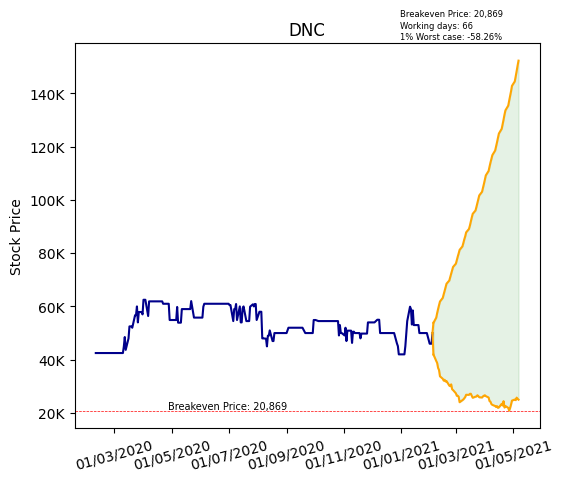 Breakeven Price: 20,869
Working days: 66
1% Worst case: -58.26%
DNC
Stock Price
140K
120K
100K
80K
60K
40K
20K
Breakeven Price: 20,869
01/03/2020
01/05/2020
01/07/2020
01/09/2020
01/11/2020
01/01/2021
01/03/2021
01/05/2021